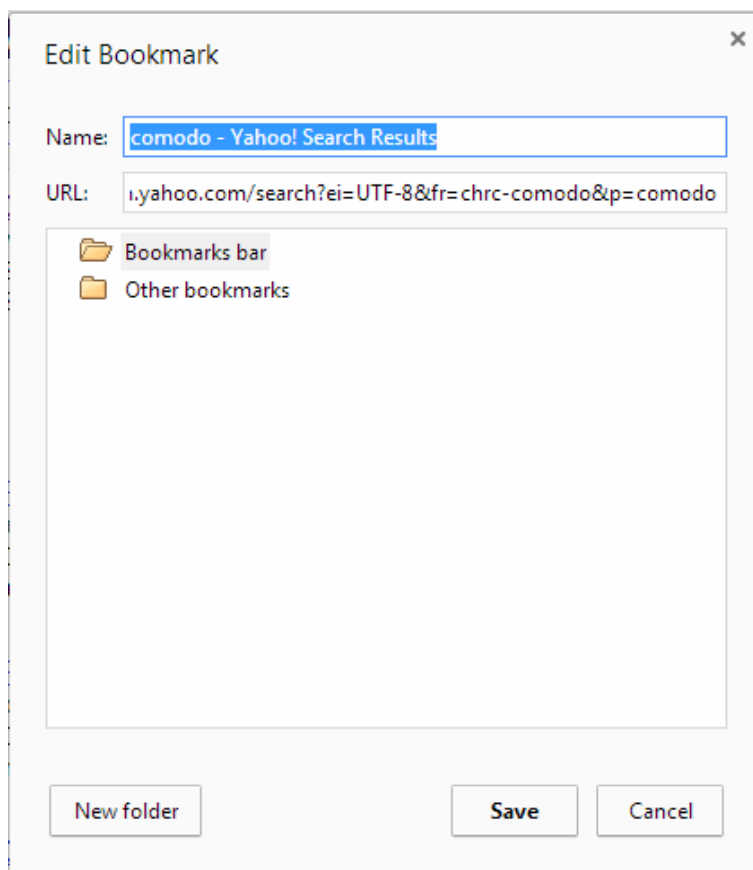 Edit Bookmark
Name: comodo - Yahoo! Search Results
URL: .yahoo.com/search?ei=UTF-8&fr=chrc-comodo&p=comodo
Bookmarks bar
Other bookmarks
New folder Save Cancel